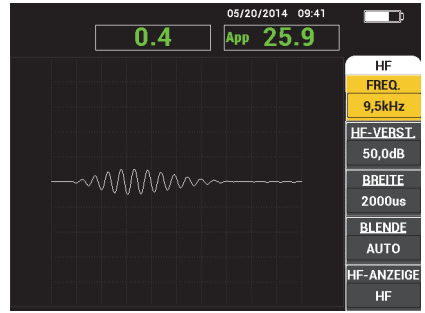 05/20/2014 09:41
0.4 App 25.9
HF
FREQ.
9,5kHz
HF-VERST.
50,0dB
BREITE
2000us
BLENDE
AUTO
HF-ANZEIGE
HF